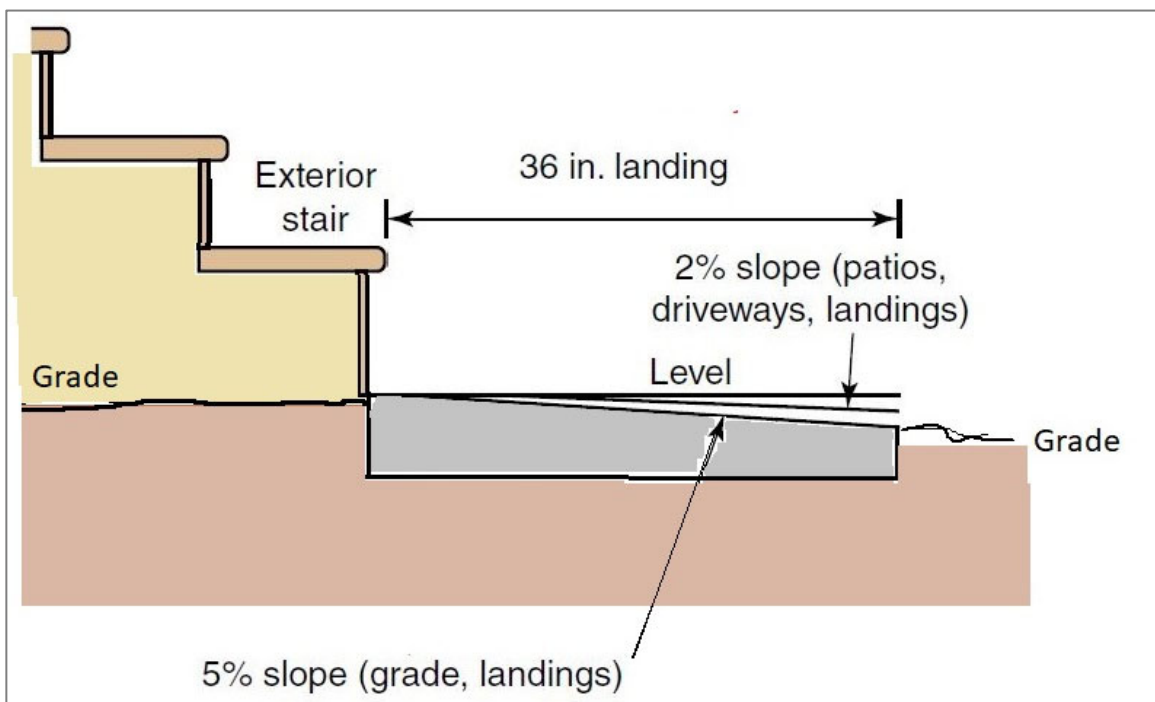 Exterior
stair
36 in. landing
2% slope (patios,
driveways, landings)
Level
Grade
Grade
5% slope (grade, landings)